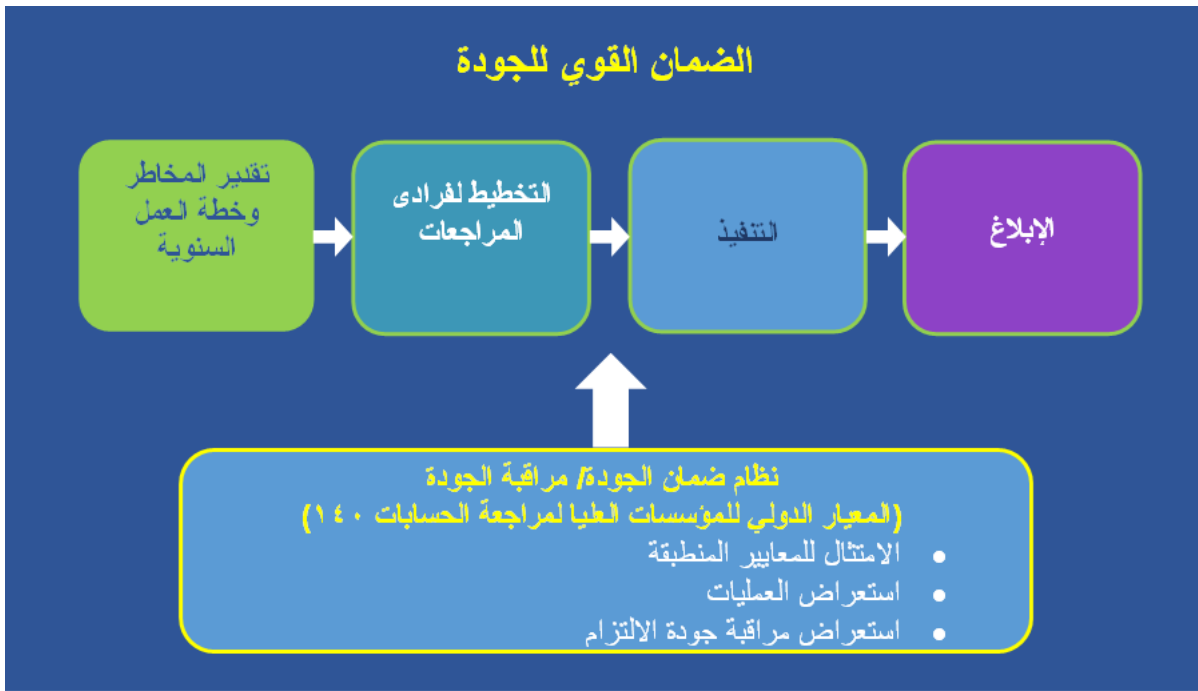 الضمان القوي للجودة
تقدير المخاطر
وخطة العمل
السنوية
التخطيط لفرادى
المراجعات
التنفيذ
الإبلاغ
نظام ضمان الجودة/ مراقبة الجودة
(المعيار الدولي للمؤسسات العليا لمراجعة الحسابات ١٤٠)
● الامتثال للمعايير المنطبقة
● استعراض العمليات
● استعراض مراقبة جودة الالتزام